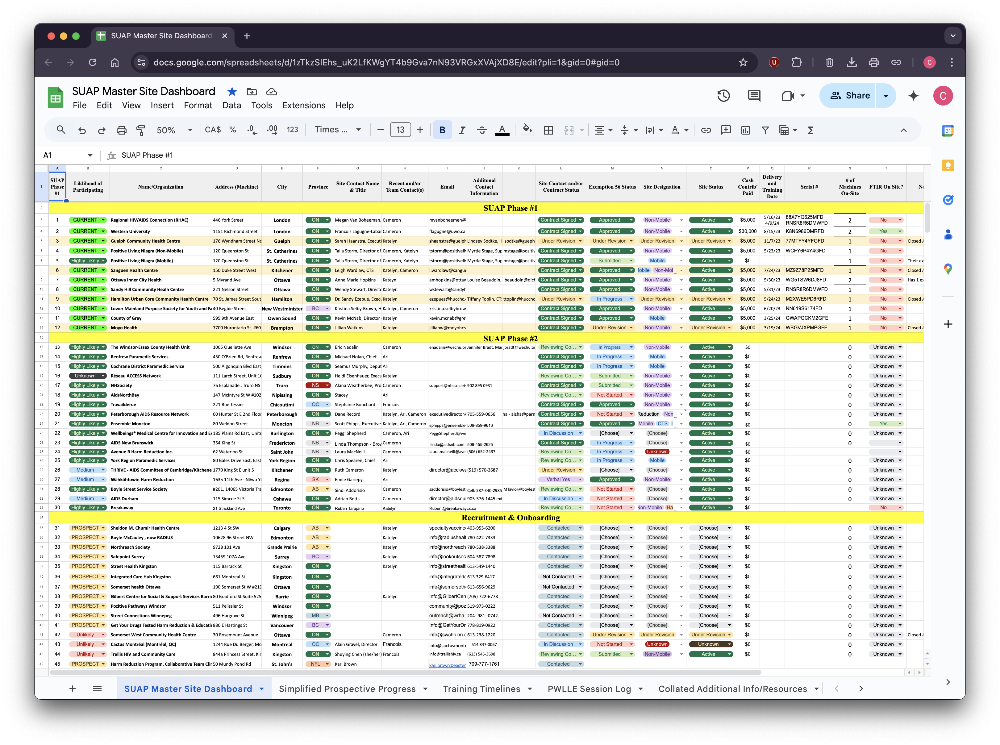 SUAP Master Site Dashboard
docs.google.com/spreadsheets/d/1zTkzSlEhs_uK2LfKWgYT4b9Gva7nN93VRGxXVAjXD8E/edit?pli=1&gid=0#gid=0
SUAP Master Site Dashboard
File Edit View Insert Format Data Tools Extensions Help
Share
50% CA$ % .0 .00 123 Times ... 13 B I A
A1 fx SUAP Phase #1
A B C D E F G H I J K L M N O P Q R S T
1 SUAP Phase #1 Liklihood of Participating Name/Organization Address (Machine) City Province Site Contact Name & Title Recent and/or Team Contact(s) Email Additonal Contact Information Site Contact and/or Contract Status Exemption 56 Status Site Designation Site Status Cash Contrib' Paid Delivery and Training Date Serial # # of Machines On-Site FTIR On Site?
2 SUAP Phase #1
3 1 CURRENT Regional HIV/AIDS Connection (RHAC) 446 York Street London ON Megan Van Boheeman, Cameron mvanboheemen@ Contract Signed Approved Non-Mobile Active $5,000 5/16/23 4/9/24 88X7YQ625MFD RNSR8R6DMWFD 2 No
4 2 CURRENT Western University 1151 Richmond Street London ON Francois Lagugne-Labar Cameron flagugne@uwo.ca Contract Signed Approved Non-Mobile Active $30,000 8/15/23 K8N6986DMRFD 2 Yes
5 3 CURRENT Guelph Community Health Centre 176 Wyndham Street Nc Guelph ON Sarah Haanstra, Executi Katelyn shaanstra@guelph Lindsey Sodtke, H lsodtke@gueph Under Revision Under Revision Under Revision Under Revision $5,000 11/7/23 77MTFY4YFGFD 1 No Closed
6 4 CURRENT Positive Living Niagra (Non-Mobile) 120 Queenston St St. Catherines ON Talia Storm, Director of Cameron, Katelyn tstorm@positiveliv Myrtle Stage, Sup mstage@positiv Contract Signed Approved Non-Mobile Active $5,000 5/23/23 WCFY6P4Y4GFD 1 No
7 5 Highly Likely Positive Living Niagra (Mobile) 120 Queenston St St. Catherines ON Talia Storm, Director of Cameron, Katelyn tstorm@positiveliv Myrtle Stage, Sup mstage@positiv Contract Signed Submitted Mobile Active $0 1 No Their ex
8 6 CURRENT Sanguen Health Centre 150 Duke Street West Kitchener ON Leigh Wardlaw, CTS Katelyn, Cameron l.wardlaw@sangue Contract Signed Approved Mobile Non-Mol Active $5,000 7/24/23 MZ9Z78P25MFD 1 No Closed
9 7 CURRENT Ottawa Inner City Health 5 Myrand Ave Ottawa ON Anne Marie Hopkins Kateyn amhopkins@ottaw Louise Beaudoin, lbeaudoin@oich Contract Signed Approved Non-Mobile Active $5,000 5/30/23 WG5TSW6DJ8FD 2 No Has 1 ex
10 8 CURRENT Sandy Hill Community Healh Centre 221 Nelson Street Ottawa ON Wendy Stewart, Directo Katelyn wstewart@sandyh Contract Signed Approved Non-Mobile Active $5,000 5/31/23 RNSR8R6DMWFD 1 No
11 9 CURRENT Hamilton Urban Core Community Health Centre 70 St. James Street Sout Hamilton ON Dr. Sandy Ezepue, Exec Katelyn ezepues@hucchc. Tiffany Toplin, CTS ttoplin@hucchc Under Revision In Progress Under Revision Under Revision $5,000 5/24/23 M2XWE5PD6RFD 1 No Closed
12 10 CURRENT Lower Mainland Purpose Society for Youth and Fa 40 Begbie Street New Westminister BC Kristina Selby-Brown, H Katelyn, Cameron kristina.selbybrow Contract Signed Approved Non-Mobile Active $5,000 6/20/23 NN619S6174FD 1 No
13 11 CURRENT County of Grey 595 9th Avenue East Owen Sound ON Kevin McNab, Director Katelyn kevin.mcnab@gre Contract Signed Approved Mobile Active $5,000 3/25/24 GWAPGCKM2GFE 1 No
14 12 CURRENT Moyo Health 7700 Hurontario St. #60 Brampton ON Jillian Watkins Katelyn jillianw@moyohcs Contract Signed Under Revision Non-Mobile Under Revision $5,000 3/19/24 WBGVJXPMPGFE 1 No Closed
15 SUAP Phase #2
16 13 Highly Likely The Windsor-Essex County Health Unit 1005 Ouellette Ave Windsor ON Eric Nadalin Cameron enadalin@wechu.or Jennifer Bradt, Mar jbradt@wechu.or Reviewing Co... In Progress Non-Mobile Active $0 0 Unknown
17 14 Highly Likely Renfrew Paramedic Services 450 O'Brien Rd, Renfrew Renfrew ON Michael Nolan, Chief Ari Contract Signed In Progress Mobile Active $0 0 Unknown
18 15 Highly Likely Cochrane District Paramedic Service 500 Algonquin Blvd East, Timmins ON Seamus Murphy, Deput Ari Contract Signed In Progress Mobile Active $0 0 Unknown
19 16 Unknown Réseau ACCESS Network 111 Larch Street, Unit 10 Sudbury ON Heidi Eisenhauer, Execu Katelyn Reviewing Co... Submitted Non-Mobile Active $0 0 Unknown
20 17 Highly Likely NHSociety 76 Esplanade , Truro NS Truro NS Alana Weatherbee, Pro Cameron support@nhcsociety 902 895 0931 Contract Signed Submitted Non-Mobile Active $0 0 Unknown
21 18 Highly Likely AidsNorthBay 147 McIntyre St W #102 Nipissing ON Stacey Ari Reviewing Co... Not Started Non-Mobile Active $0 0 Unknown
22 19 Highly Likely Travailderue 221 Rue Tessier Chicoutimi QC Stéphanie Bouchard Francois Contract Signed Approved Non-Mobile Active $0 0 Unknown
23 20 Highly Likely Peterborough AIDS Resource Network 60 Hunter St E 2nd Floor Peterborough ON Dane Record Katelyn, Ari, Cameron executivedirector@ 705-559-0656 ha - aizha@parn Contract Signed Not Started Reduction Non Active $0 0 Unknown
24 21 Highly Likely Ensemble Moncton 80 Weldon Street Moncton NB Scott Phipps, Executive Katelyn, Ari, Cameron sphipps@ensemble 506-859-9616 Contract Signed Approved Mobile CTS Active $0 0 Yes
25 22 Highly Likely Wellbeings® Medical Centre for Innovation and Ex 185 Plains Rd East, Units Burlington ON Peggi Shepherd Cameron, Ari PeggiShepherd@we In Discussion [Choose] [Choose] Active $0 0 Unknown
26 23 Highly Likely AIDS New Brunswick 354 King St Fredericton NB Linda Thompson - Brow Cameron linda@aidsnb.com 506-455-2625 Contract Signed In Progress [Choose] Active $0 0
27 24 Highly Likely Avenue B Harm Reduction Inc. 62 Waterloo St Saint John NB Laura MacNeill Cameron laura.macneill@ave (506) 652-2437 Reviewing Co... In Progress Unknown Active $0
28 25 Highly Likely York Region Paramedic Services 80 Bales Drive East, East York Region ON Chris Spearen, Chief Ari Reviewing Co... In Progress Mobile Active $0 0 Unknown
29 26 Medium THRIVE - AIDS Committee of Cambridge/Kitchene 1770 King St E unit 5 Kitchener ON Ruth Cameron Katelyn director@acckwa (519) 570-3687 Under Revision [Choose] [Choose] Active $0 0 Unknown
30 27 Medium Wâhkôhtowin Harm Reduction 1635 11th Ave - Nēwo Yō Regina SK Emile Gariepy Ari Verbal Yes Approved Non-Mobile Active $0 0 Unknown
31 28 Highly Likely Boyle Street Service Society #201, 14065 Victoria Tra Edmonton AB Sindi Addorisio Cameron saddorisio@boylest Cell: 587-340-2985 MTaylor@boylest Reviewing Co... Not Started [Choose] Active $0 0 Unknown
32 29 Medium AIDS Durham 115 Simcoe St S Oshawa ON Adrian Betts Cameron director@aidsdu 905-576-1445 ext In Discussion Not Started [Choose] Active $0 0 Unknown
33 30 Highly Likely Breakaway 21 Strickland Ave Toronto ON Ruben Tarajano Katelyn Rubent@breakawaycs.ca Reviewing Co... Not Started Non-Mobile Ha Active $0 No
34 Recruitment & Onboarding
35 31 PROSPECT Sheldon M. Chumir Health Centre 1213 4 St SW Calgary AB Katelyn specialtyvaccine 403-955-6200 Contacted [Choose] [Choose] [Choose] $0 0 Unknown
36 32 PROSPECT Boyle McCauley , now RADIUS 10628 96 Street NW Edmonton AB Katelyn info@radiushealt 780-422-7333 Contacted [Choose] [Choose] [Choose] $0 0 Unknown
37 33 PROSPECT Northreach Society 9728 101 Ave Grande Prairie AB Katelyn info@northreach 780-538-3388 Contacted [Choose] [Choose] [Choose] $0 0 Unknown
38 34 PROSPECT Safepoint Surrey 13459 107A Ave Surrey BC Katelyn info@lookoutsoc 604-587-7898 Contacted [Choose] [Choose] [Choose] $0 0 Unknown
39 35 PROSPECT Street Health Kingston 115 Barrack St Kingston ON Katelyn info@streethealt 613-549-1440 Contacted [Choose] [Choose] [Choose] $0 0 Unknown
40 36 PROSPECT Integrated Care Hub Kingston 661 Montreal St Kingston ON info@integratedc 613.329.6417 Not Contacted [Choose] [Choose] [Choose] $0 0 Unknown
41 37 PROSPECT Somerset health Ottawa 190 Somerset St W #210 Ottawa ON info@somerseth 613-656-9629 Not Contacted [Choose] [Choose] [Choose] $0 0 Unknown
42 38 PROSPECT Gilbert Centre for Social & Support Services Barrie 80 Bradford St Suite 525 Barrie ON Katelyn Info@GilbertCen (705) 722-6778 Contacted [Choose] [Choose] [Choose] $0 0 Unknown
43 39 PROSPECT Pozitive Pathways Windsor 511 Pelissier St Windsor ON community@poz 519-973-0222 Contacted [Choose] [Choose] [Choose] $0 0 Unknown
44 40 PROSPECT Street Connections Winnepeg 496 Hargrave St Winnipeg MB outreach@wrha. 204–981–0742. Not Contacted [Choose] [Choose] [Choose] $0 0 Unknown
45 41 PROSPECT Get Your Drugs Tested Harm Reduction & Educatio 880 E Hastings St Vancouver BC Info@GetYourDr 778-819-0922 Contacted [Choose] [Choose] [Choose] $0 0 Unknown
46 42 Unlikely Somerset West Community Health Centre 30 Rosemount Avenue Ottawa ON Cameron info@swchc.on.c 613-238-1220 Contacted Under Revision Under Revision Under Revision $0 0 Unknown Closed
47 43 Unlikely Cactus Montréal (Montréal, QC) 1244 Rue Du Berger, Mo Montreal QC Alain Gravel, Director Francois info@cactusmontr 514 847-0067 In Discussion Not Started Unknown Unknown $0 0 Unknown
48 44 Unlikely Trellis HIV and Community Care 844a Princess Street, Kin Kingston ON Shuying Chen (she/her) Francois info@trellishiv.ca (613) 545-3698 Reviewing Co... Submitted Non-Mobile Active $0 0 Unknown
49 45 PROSPECT Harm Reduction Program, Collaborative Team Clin 50 Mundy Pond Rd St. John's NFL Kari Brown kari.brown@easter 709-777-1761 Contacted
SUAP Master Site Dashboard Simplified Prospective Progress Training Timelines PWLLE Session Log Collated Additional Info/Resources